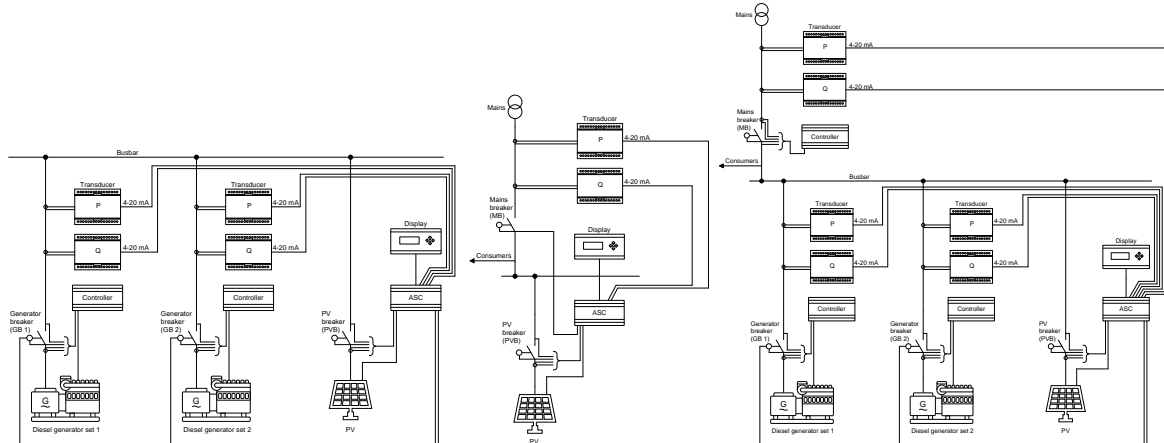 Busbar
Transducer
P
4-20 mA
Q
4-20 mA
Transducer
P
4-20 mA
Q
4-20 mA
Display
Controller
Controller
ASC
Generator
breaker
(GB 1)
Generator
breaker
(GB 2)
PV
breaker
(PVB)
G
G
Diesel generator set 1
Diesel generator set 2
PV
Mains
Transducer
P
4-20 mA
Q
4-20 mA
Mains
breaker
(MB)
Display
Consumers
ASC
PV
breaker
(PVB)
PV
Mains
Transducer
P
4-20 mA
Q
4-20 mA
Mains
breaker
(MB)
Controller
Consumers
Busbar
Transducer
P
4-20 mA
Q
4-20 mA
Transducer
P
4-20 mA
Q
4-20 mA
Display
Controller
Controller
ASC
Generator
breaker
(GB 1)
Generator
breaker
(GB 2)
PV
breaker
(PVB)
G
G
Diesel generator set 1
Diesel generator set 2
PV